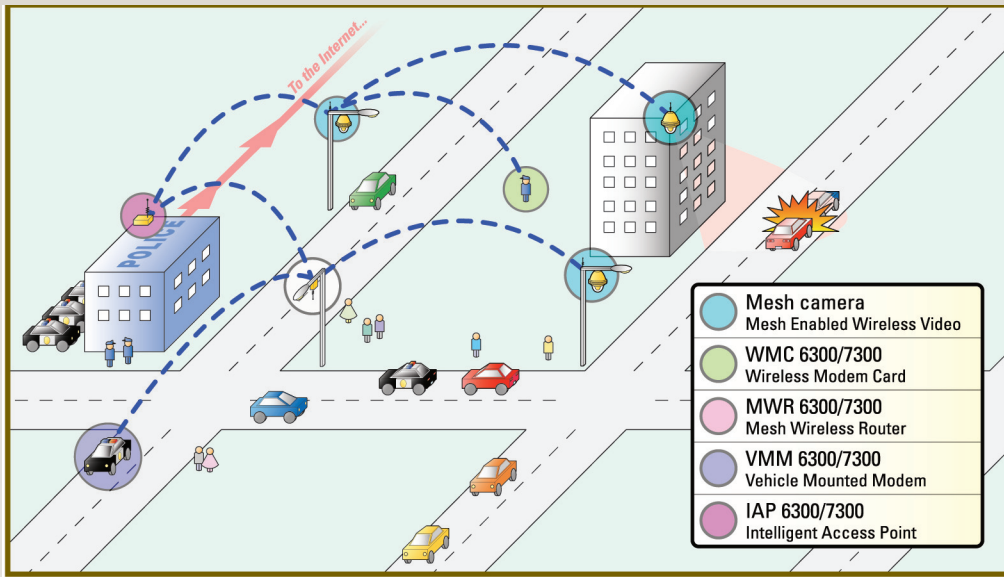 To the Internet...
POLICE
Mesh camera
Mesh Enabled Wireless Video
WMC 6300/7300
Wireless Modem Card
MWR 6300/7300
Mesh Wireless Router
VMM 6300/7300
Vehicle Mounted Modem
IAP 6300/7300
Intelligent Access Point